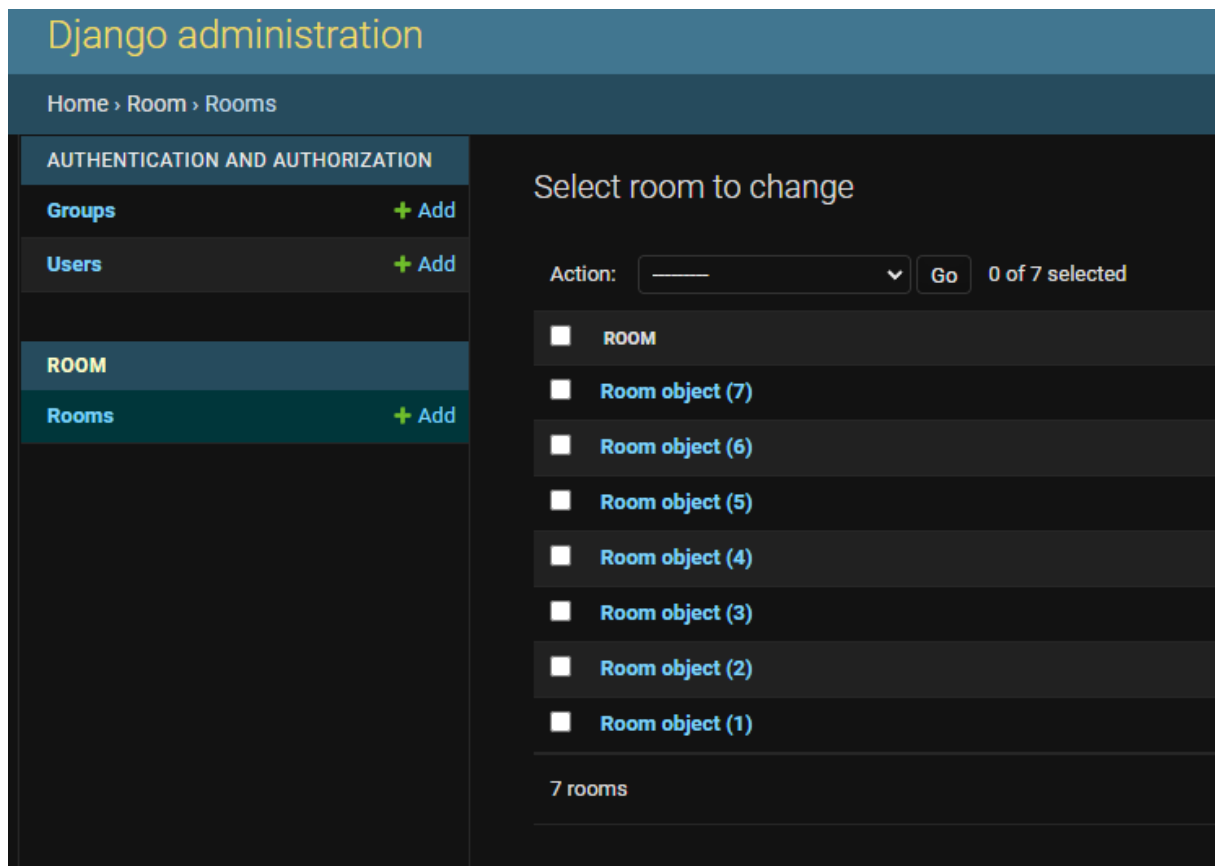 Django administration
Home › Room › Rooms
AUTHENTICATION AND AUTHORIZATION
Groups + Add
Users + Add
ROOM
Rooms + Add
Select room to change
Action: --------- Go 0 of 7 selected
ROOM
Room object (7)
Room object (6)
Room object (5)
Room object (4)
Room object (3)
Room object (2)
Room object (1)
7 rooms